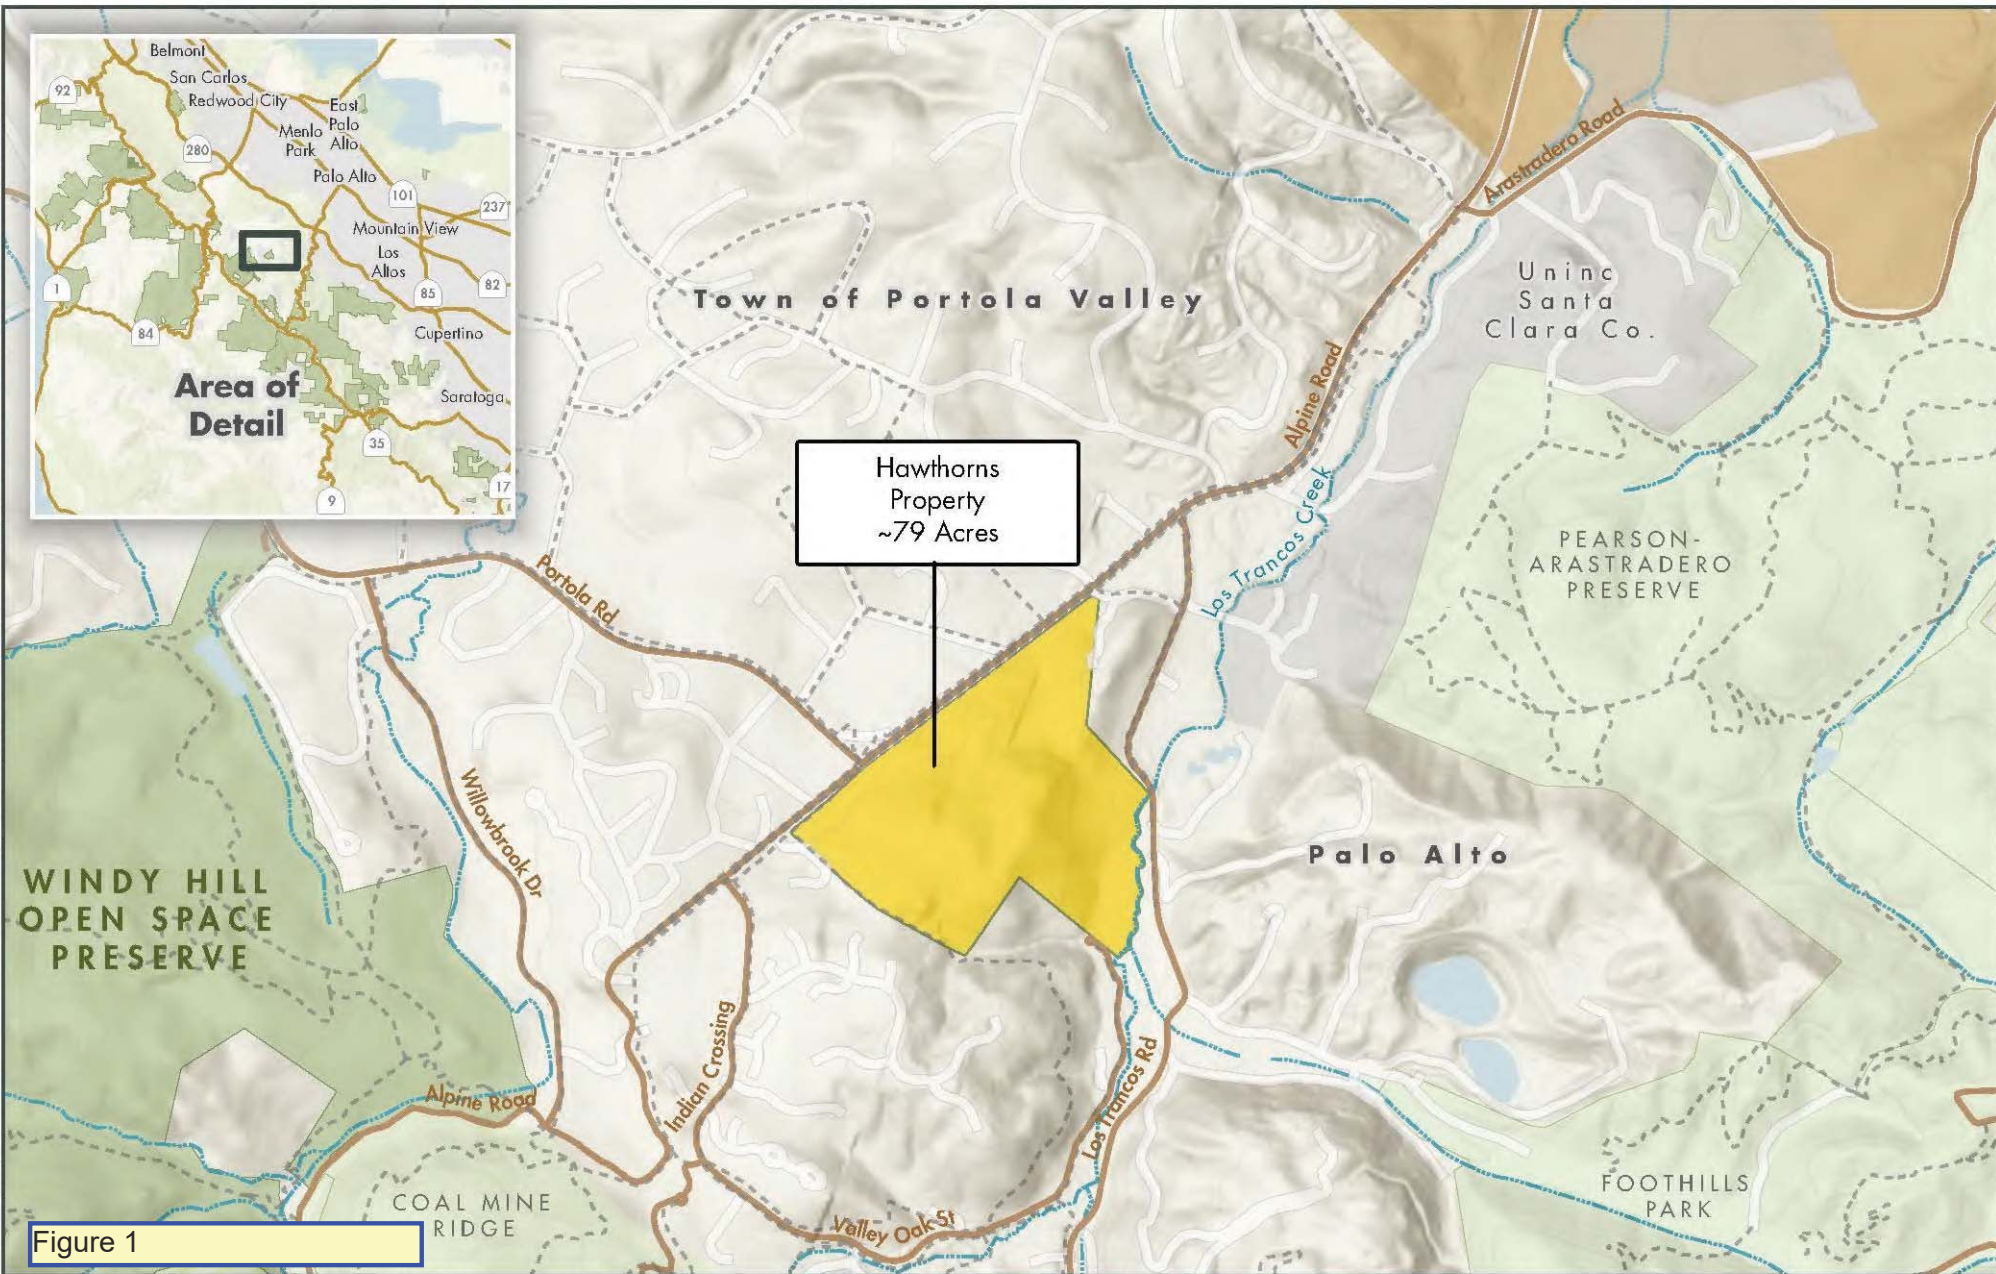 Belmont
92
San Carlos
Redwood City
East
Palo
Alto
Menlo
Park
280
Palo Alto
101
237
Mountain View
Los
Altos
1
85
82
84
Cupertino
Area of
Detail
Saratoga
35
17
9
Arastradero Road
Town of Portola Valley
Uninc
Santa
Clara Co.
Alpine Road
Hawthorns
Property
~79 Acres
Los Trancos Creek
PEARSON-
ARASTRADERO
PRESERVE
Portola Rd
Willowbrook Dr
Palo Alto
WINDY HILL
OPEN SPACE
PRESERVE
Indian Crossing
Los Trancos Rd
Alpine Road
COAL MINE
RIDGE
Valley Oak St
FOOTHILLS
PARK
Figure 1